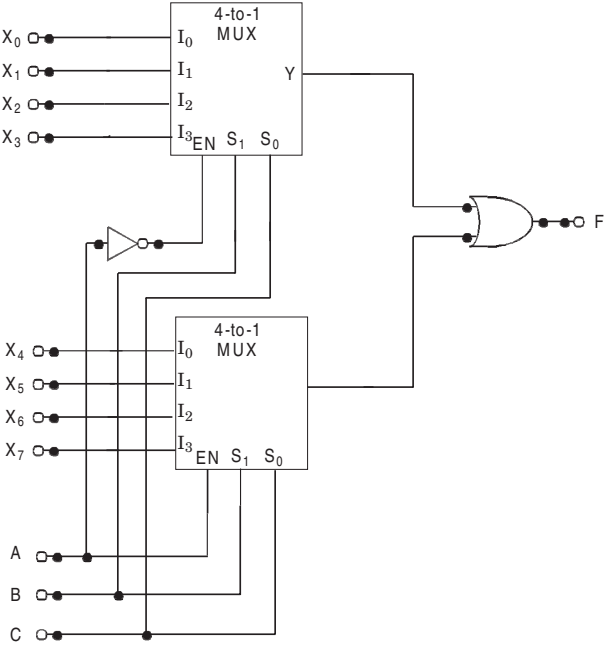 4-to-1
MUX
X0
I0
X1
I1
Y
X2
I2
X3
I3
EN
S1
S0
F
4-to-1
MUX
X4
I0
X5
I1
X6
I2
X7
I3
EN
S1
S0
A
B
C